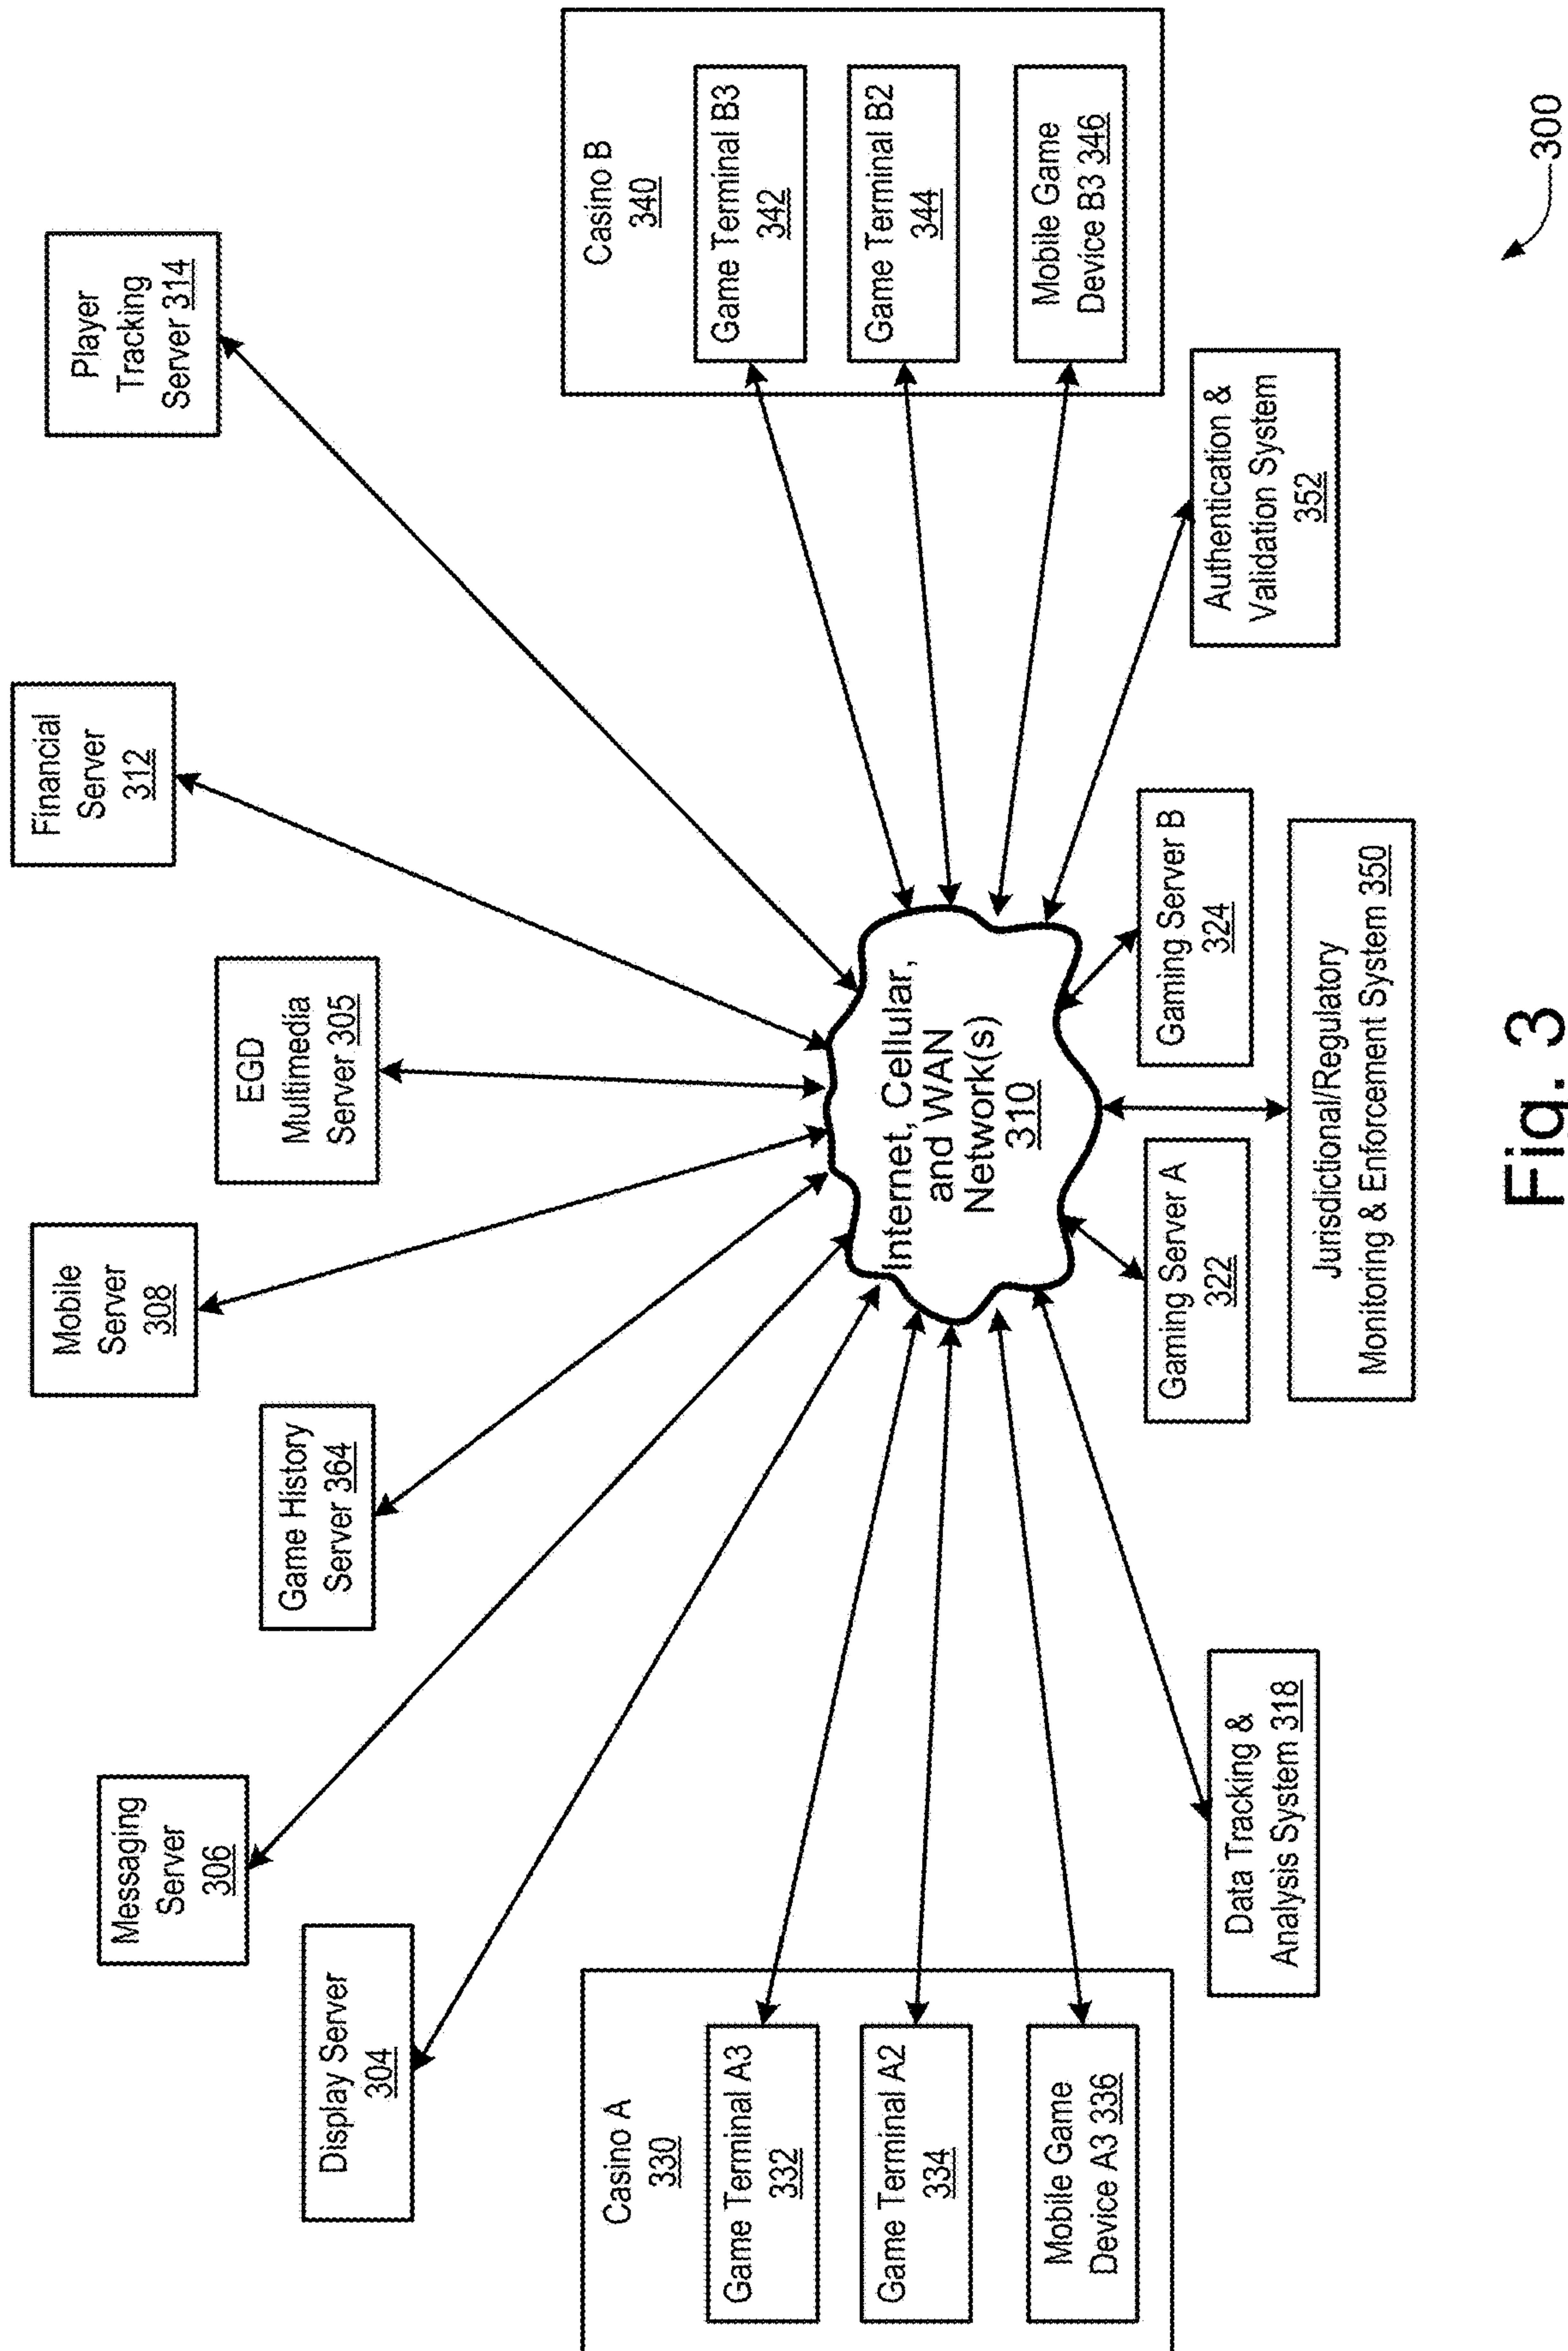 Messaging
Server
306
Display Server
304
Game History
Server 364
Mobile
Server
308
EGD
Multimedia
Server 305
Financial
Server
312
Player
Tracking
Server 314
Casino A
330
Game Terminal A3
332
Game Terminal A2
334
Mobile Game
Device A3 336
Internet, Cellular,
and WAN
Network(s)
310
Casino B
340
Game Terminal B3
342
Game Terminal B2
344
Mobile Game
Device B3 346
Data Tracking &
Analysis System 318
Gaming Server A
322
Gaming Server B
324
Authentication &
Validation System
352
Jurisdictional/Regulatory
Monitoring & Enforcement System 350
Fig. 3
300